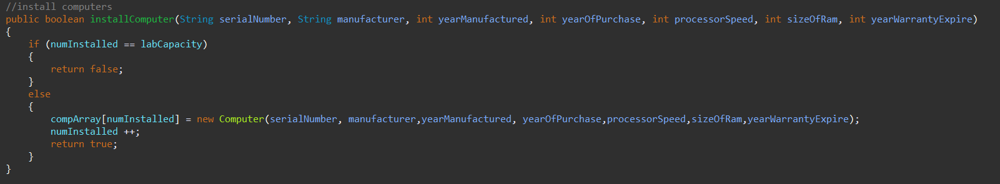 //install computers
public boolean installComputer(String serialNumber, String manufacturer, int yearManufactured, int yearOfPurchase, int processorSpeed, int sizeOfRam, int yearWarrantyExpire)
{
    if (numInstalled == labCapacity)
    {
        return false;
    }
    else
    {
        compArray[numInstalled] = new Computer(serialNumber, manufacturer,yearManufactured, yearOfPurchase,processorSpeed,sizeOfRam,yearWarrantyExpire);
        numInstalled ++;
        return true;
    }
}